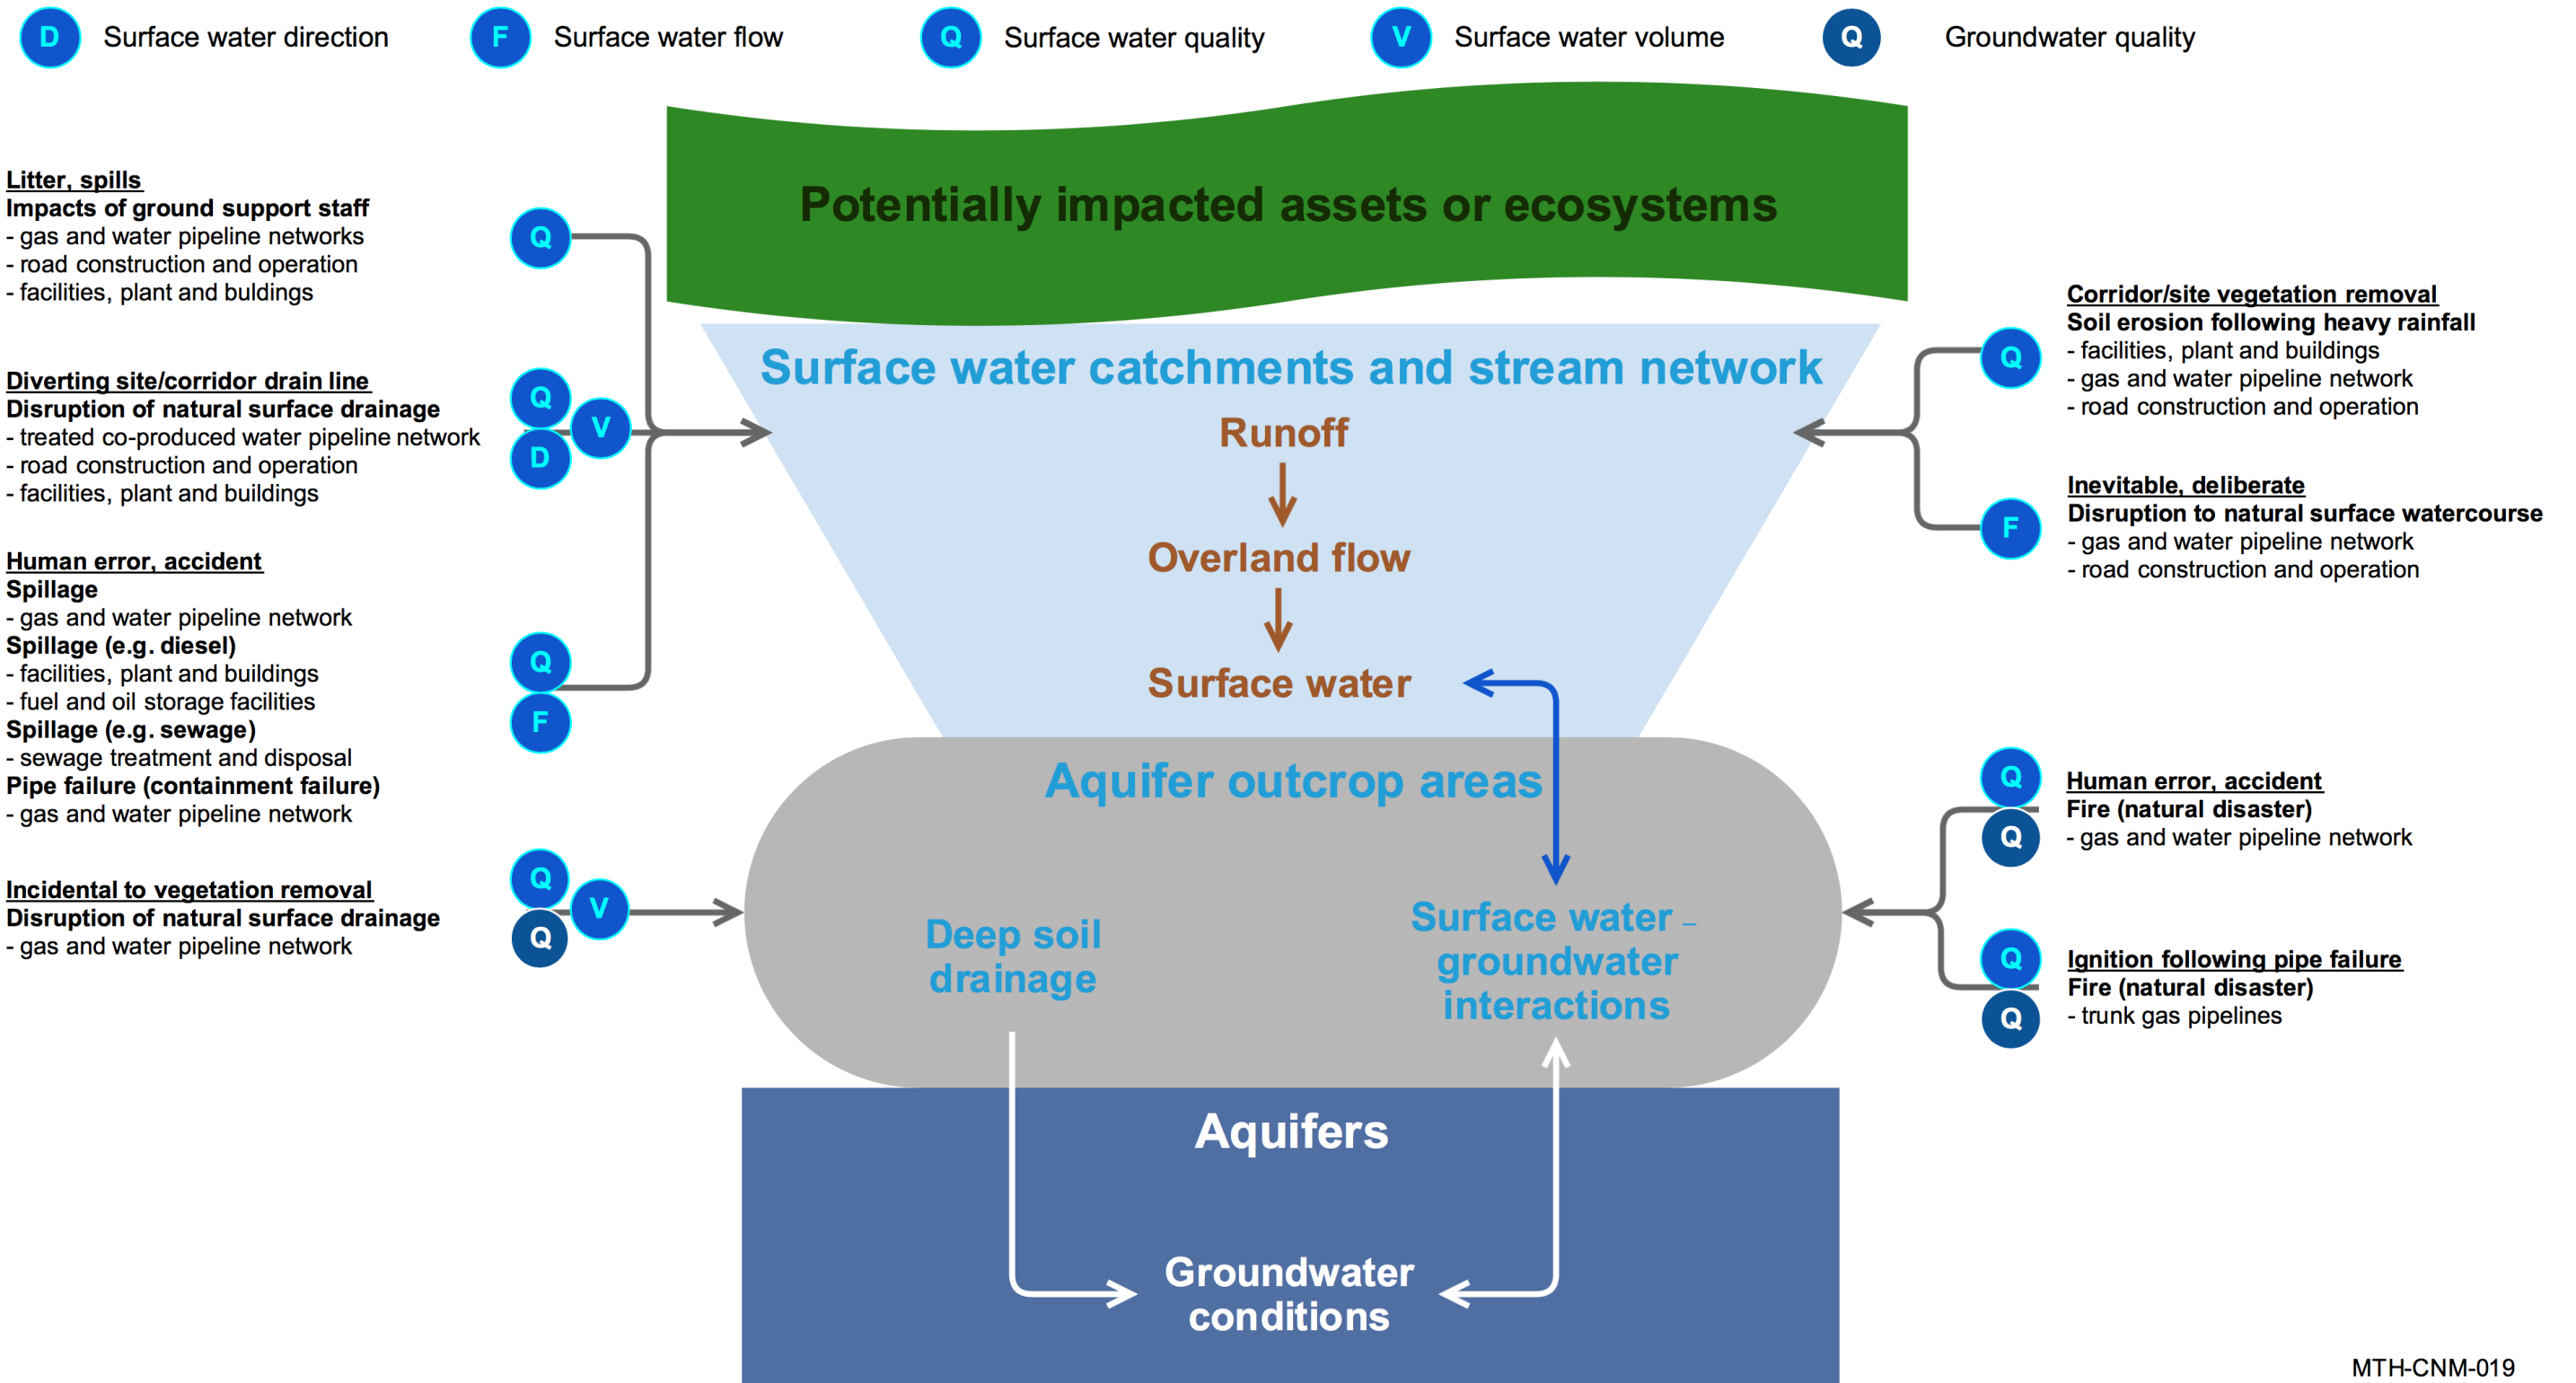 D Surface water direction
F Surface water flow
Q Surface water quality
V Surface water volume
Q Groundwater quality
Potentially impacted assets or ecosystems
Litter, spills
Impacts of ground support staff
- gas and water pipeline networks
- road construction and operation
- facilities, plant and buldings
Q
Diverting site/corridor drain line
Disruption of natural surface drainage
- treated co-produced water pipeline network
- road construction and operation
- facilities, plant and buildings
Q
V
D
Human error, accident
Spillage
- gas and water pipeline network
Spillage (e.g. diesel)
- facilities, plant and buildings
- fuel and oil storage facilities
Spillage (e.g. sewage)
- sewage treatment and disposal
Pipe failure (containment failure)
- gas and water pipeline network
Q
F
Incidental to vegetation removal
Disruption of natural surface drainage
- gas and water pipeline network
Q
V
Q
Surface water catchments and stream network
Runoff
Overland flow
Surface water
Aquifer outcrop areas
Deep soil
drainage
Surface water –
groundwater
interactions
Aquifers
Groundwater
conditions
Q
Corridor/site vegetation removal
Soil erosion following heavy rainfall
- facilities, plant and buildings
- gas and water pipeline network
- road construction and operation
F
Inevitable, deliberate
Disruption to natural surface watercourse
- gas and water pipeline network
- road construction and operation
Q
Q
Human error, accident
Fire (natural disaster)
- gas and water pipeline network
Q
Q
Ignition following pipe failure
Fire (natural disaster)
- trunk gas pipelines
MTH-CNM-019